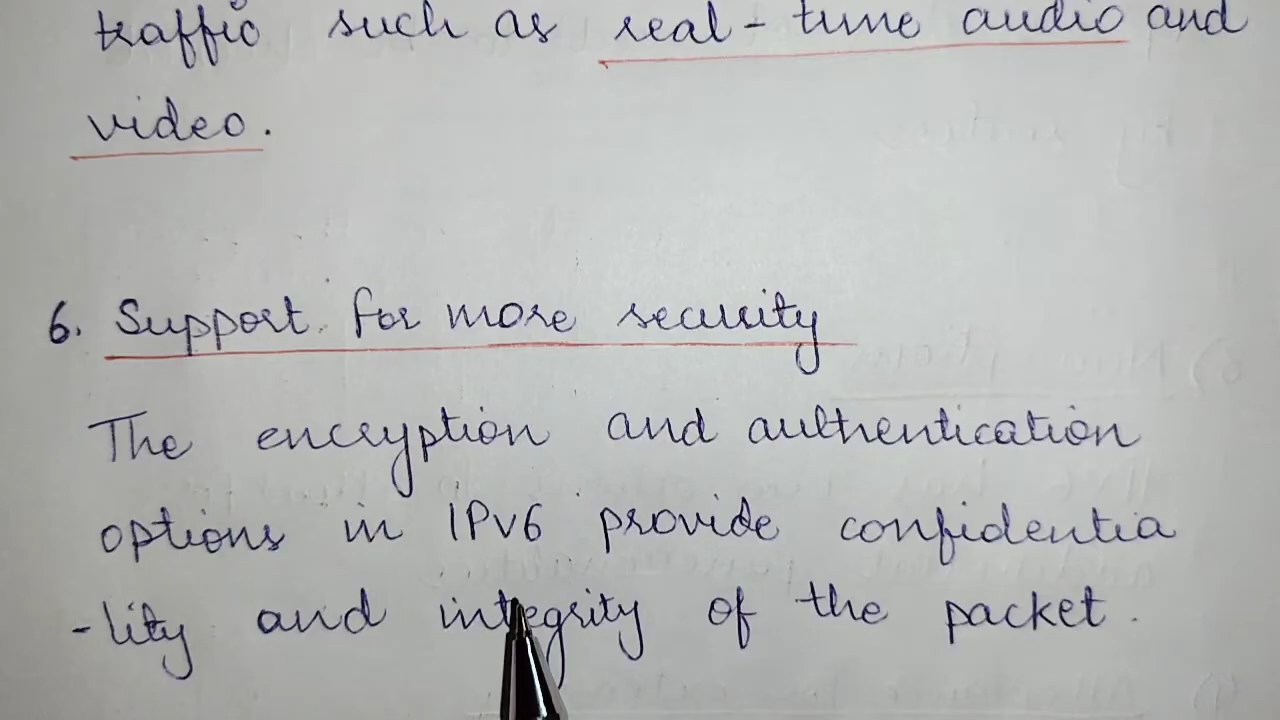 traffic such as real-time audio and
video.
6. Support for more security
The encryption and authentication
options in IPv6 provide confidentia
-lity and integrity of the packet.